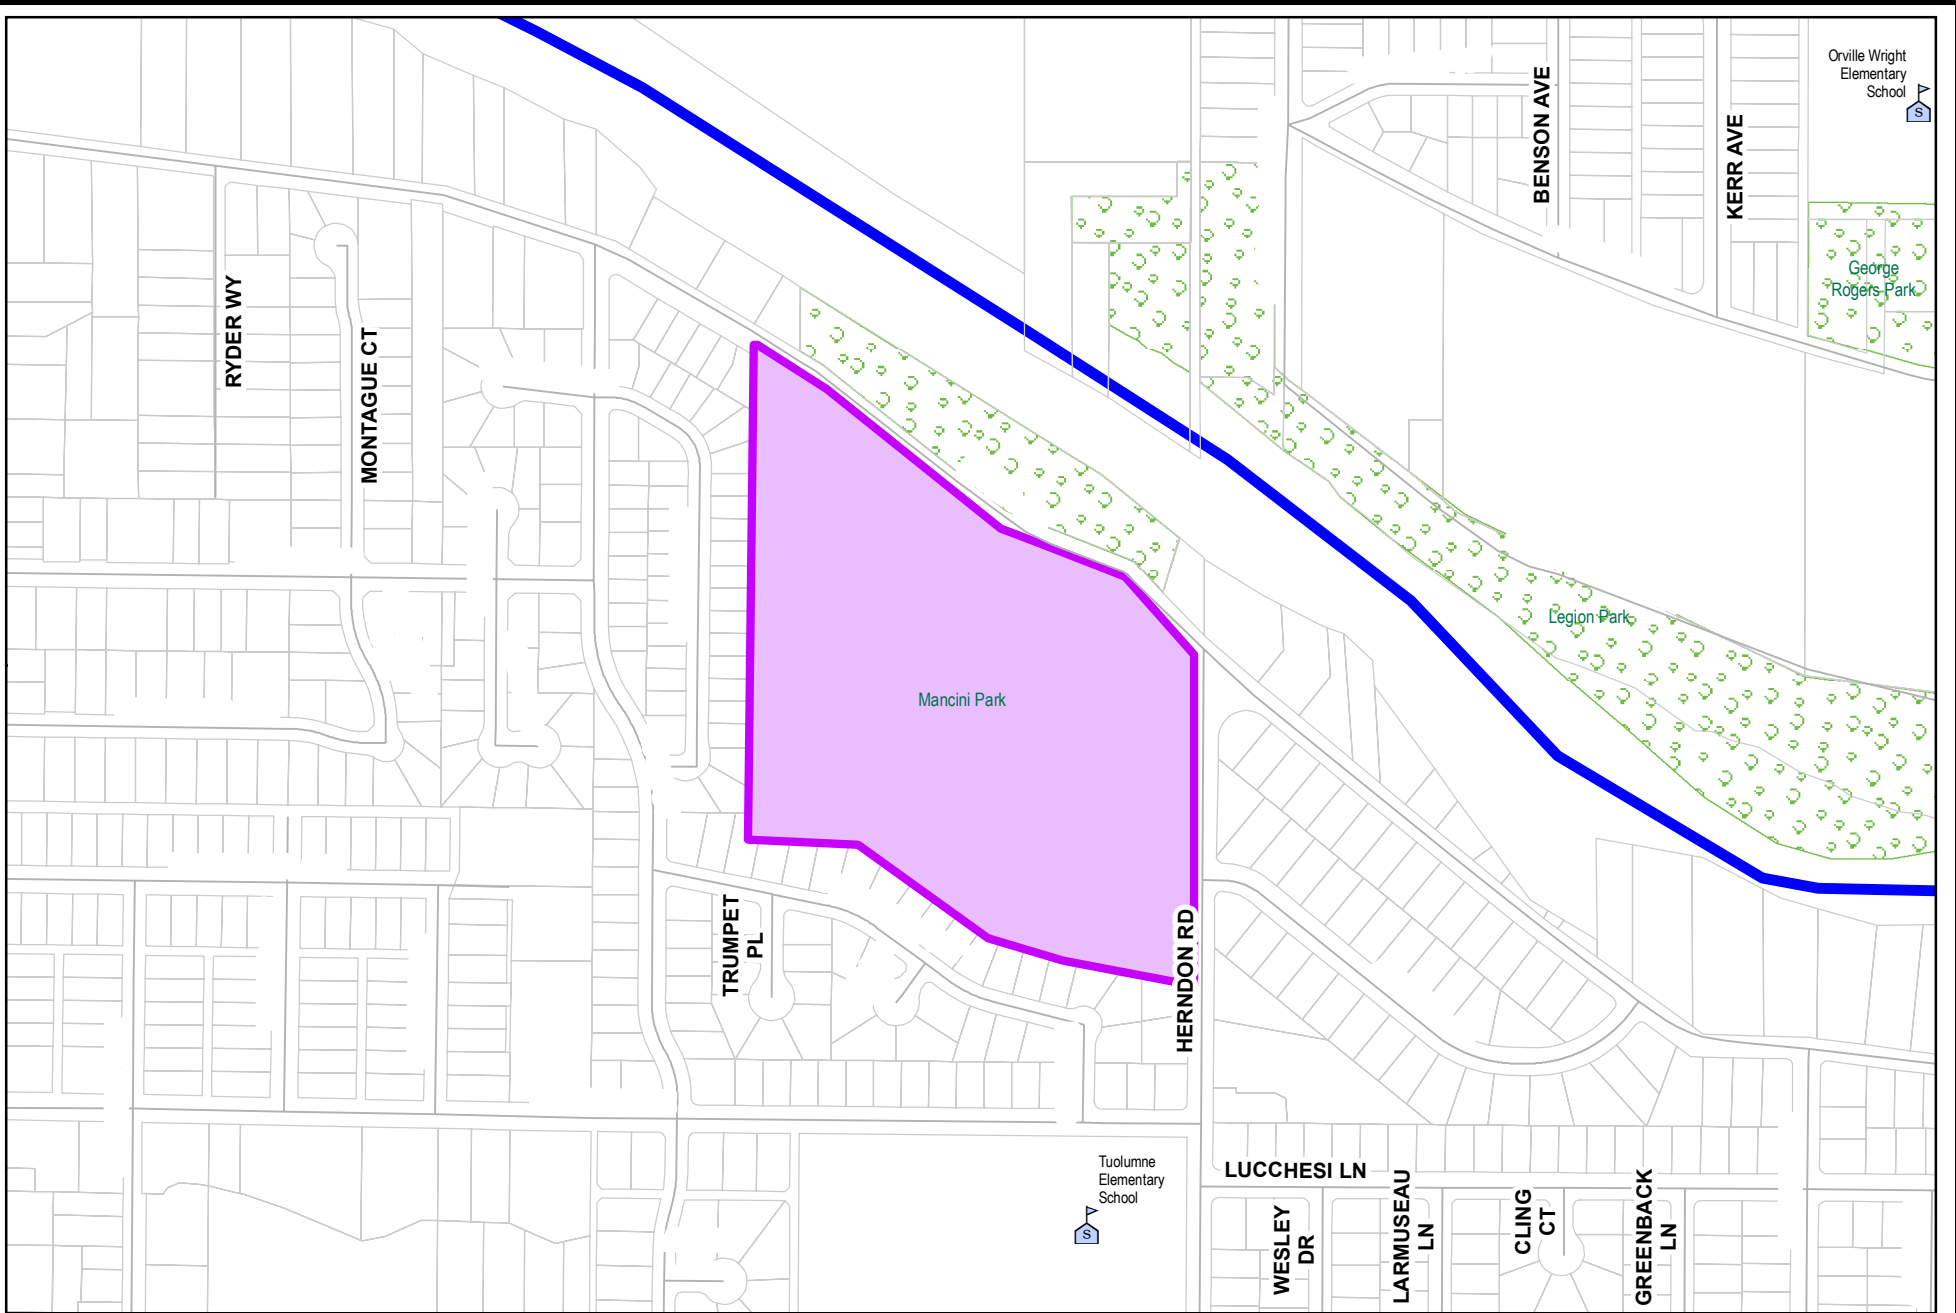 Orville Wright
Elementary
School
S
BENSON AVE
KERR AVE
George
Rogers Park
RYDER WY
MONTAGUE CT
Legion Park
Mancini Park
TRUMPET
PL
HERNDON RD
Tuolumne
Elementary
School
S
LUCCHESI LN
WESLEY
DR
LARMUSEAU
LN
CLING
CT
GREENBACK
LN